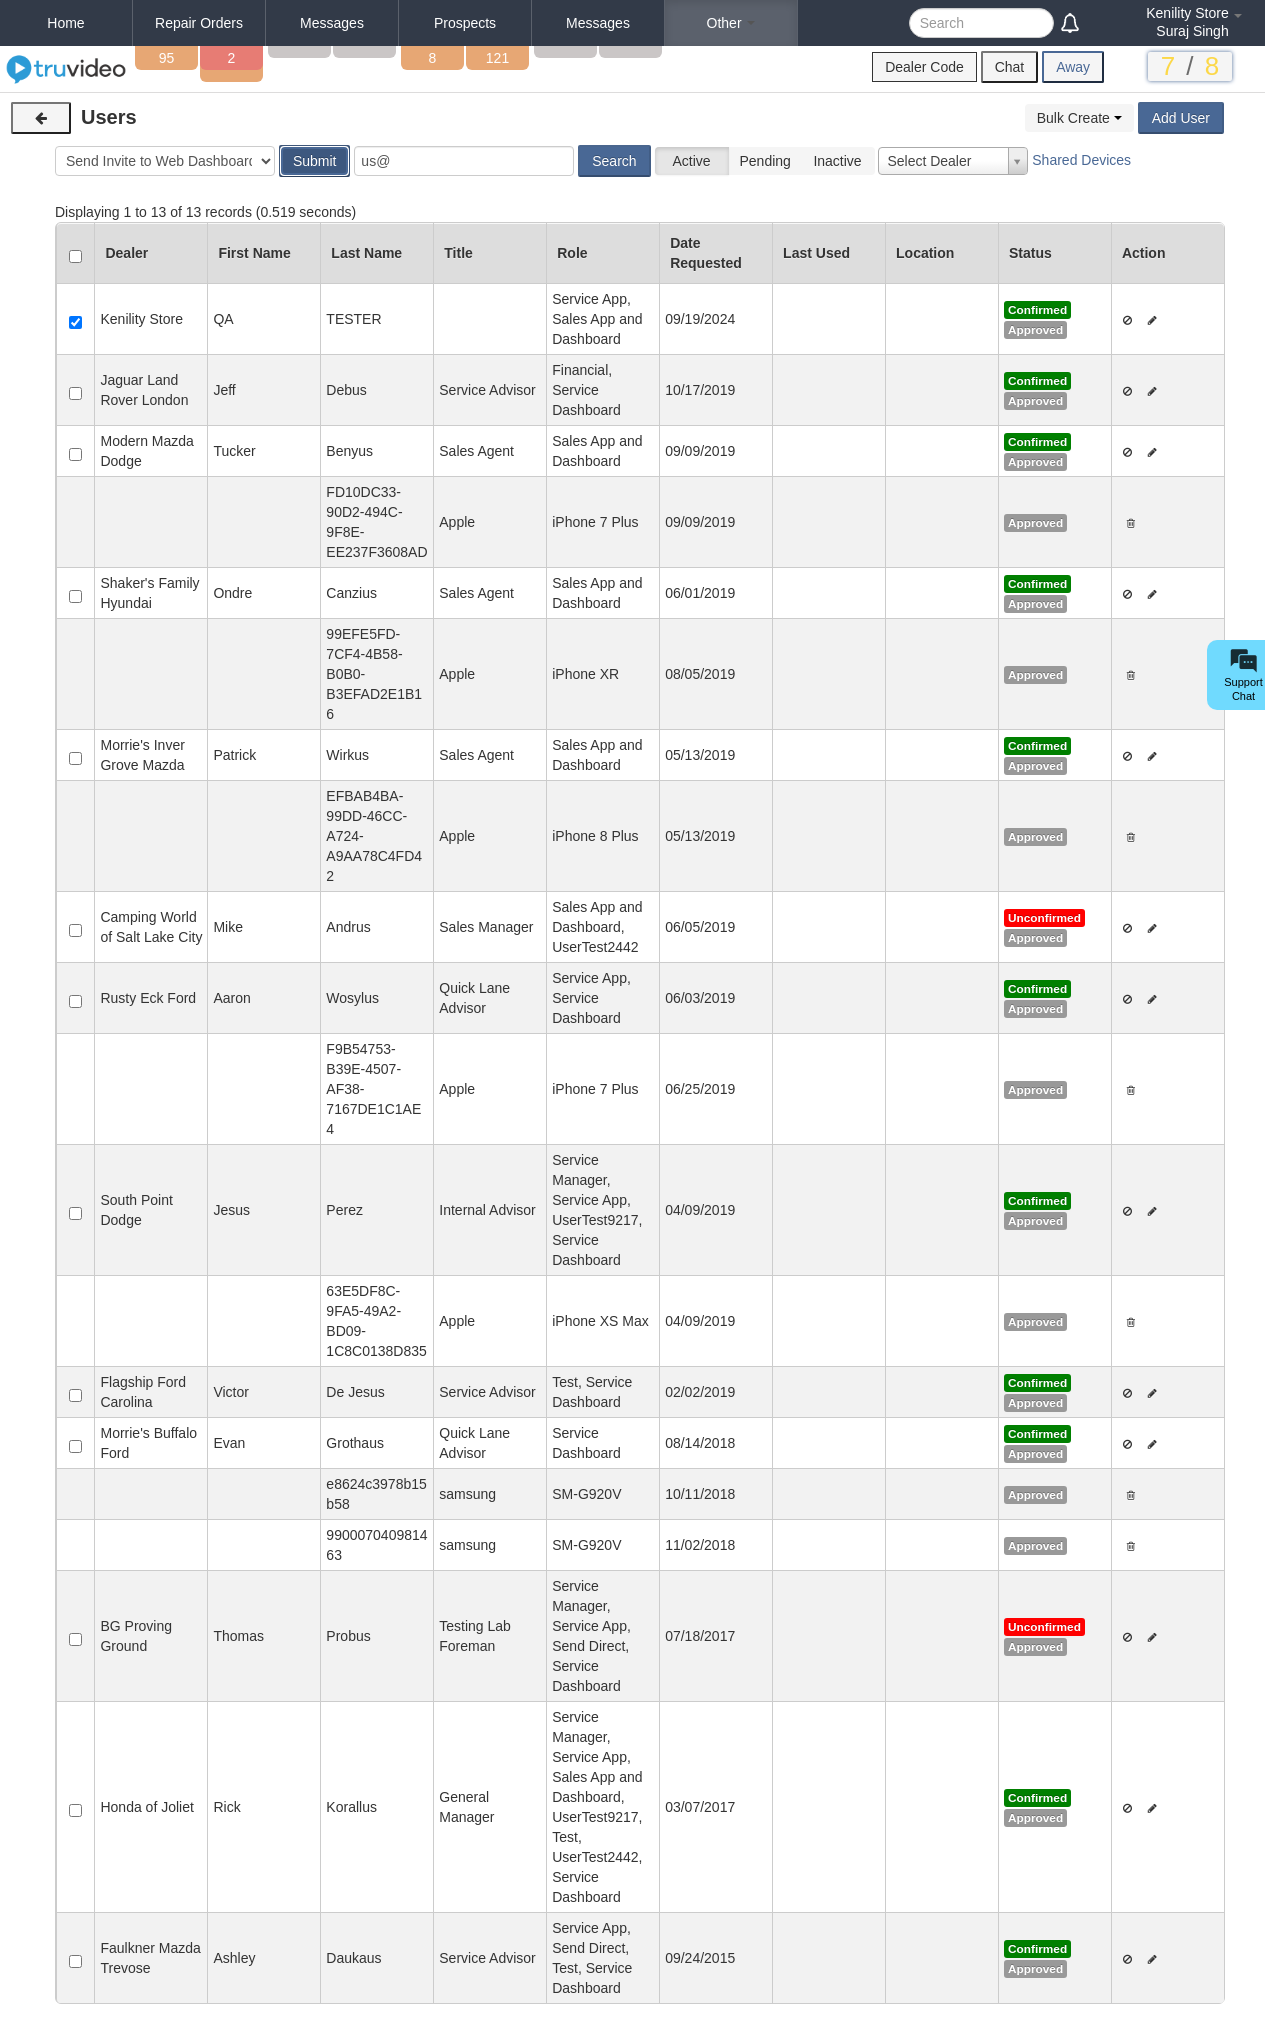 Home Repair Orders Messages Prospects Messages Other Search Kenility Store
Suraj Singh
truvideo 95 2 8 121 Dealer Code Chat Away 7 / 8
Users Bulk Create Add User
Send Invite to Web Dashboard Submit us@ Search Active Pending Inactive Select Dealer Shared Devices
Displaying 1 to 13 of 13 records (0.519 seconds)
Dealer First Name Last Name Title Role Date Requested Last Used Location Status Action
Kenility Store QA TESTER Service App, Sales App and Dashboard 09/19/2024 Confirmed Approved
Jaguar Land Rover London Jeff Debus Service Advisor Financial, Service Dashboard 10/17/2019 Confirmed Approved
Modern Mazda Dodge Tucker Benyus Sales Agent Sales App and Dashboard 09/09/2019 Confirmed Approved
FD10DC33-90D2-494C-9F8E-EE237F3608AD Apple iPhone 7 Plus 09/09/2019 Approved
Shaker's Family Hyundai Ondre Canzius Sales Agent Sales App and Dashboard 06/01/2019 Confirmed Approved
99EFE5FD-7CF4-4B58-B0B0-B3EFAD2E1B16 Apple iPhone XR 08/05/2019 Approved
Support Chat
Morrie's Inver Grove Mazda Patrick Wirkus Sales Agent Sales App and Dashboard 05/13/2019 Confirmed Approved
EFBAB4BA-99DD-46CC-A724-A9AA78C4FD42 Apple iPhone 8 Plus 05/13/2019 Approved
Camping World of Salt Lake City Mike Andrus Sales Manager Sales App and Dashboard, UserTest2442 06/05/2019 Unconfirmed Approved
Rusty Eck Ford Aaron Wosylus Quick Lane Advisor Service App, Service Dashboard 06/03/2019 Confirmed Approved
F9B54753-B39E-4507-AF38-7167DE1C1AE4 Apple iPhone 7 Plus 06/25/2019 Approved
South Point Dodge Jesus Perez Internal Advisor Service Manager, Service App, UserTest9217, Service Dashboard 04/09/2019 Confirmed Approved
63E5DF8C-9FA5-49A2-BD09-1C8C0138D835 Apple iPhone XS Max 04/09/2019 Approved
Flagship Ford Carolina Victor De Jesus Service Advisor Test, Service Dashboard 02/02/2019 Confirmed Approved
Morrie's Buffalo Ford Evan Grothaus Quick Lane Advisor Service Dashboard 08/14/2018 Confirmed Approved
e8624c3978b15b58 samsung SM-G920V 10/11/2018 Approved
990007040981463 samsung SM-G920V 11/02/2018 Approved
BG Proving Ground Thomas Probus Testing Lab Foreman Service Manager, Service App, Send Direct, Service Dashboard 07/18/2017 Unconfirmed Approved
Honda of Joliet Rick Korallus General Manager Service Manager, Service App, Sales App and Dashboard, UserTest9217, Test, UserTest2442, Service Dashboard 03/07/2017 Confirmed Approved
Faulkner Mazda Trevose Ashley Daukaus Service Advisor Service App, Send Direct, Test, Service Dashboard 09/24/2015 Confirmed Approved